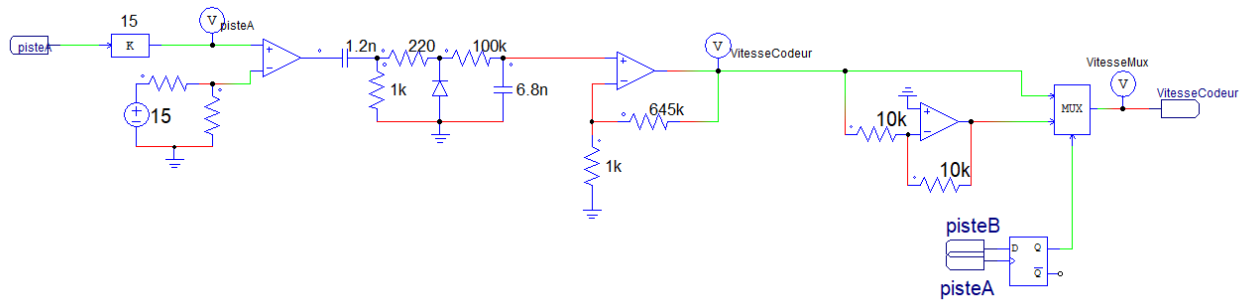 15
pisteA
K
V
pisteA
+
-
15
+
-
1.2n
220
100k
1k
6.8n
+
-
645k
1k
V
VitesseCodeur
10k
+
-
10k
MUX
VitesseMux
V
VitesseCodeur
pisteB
pisteA
D
Q
Q